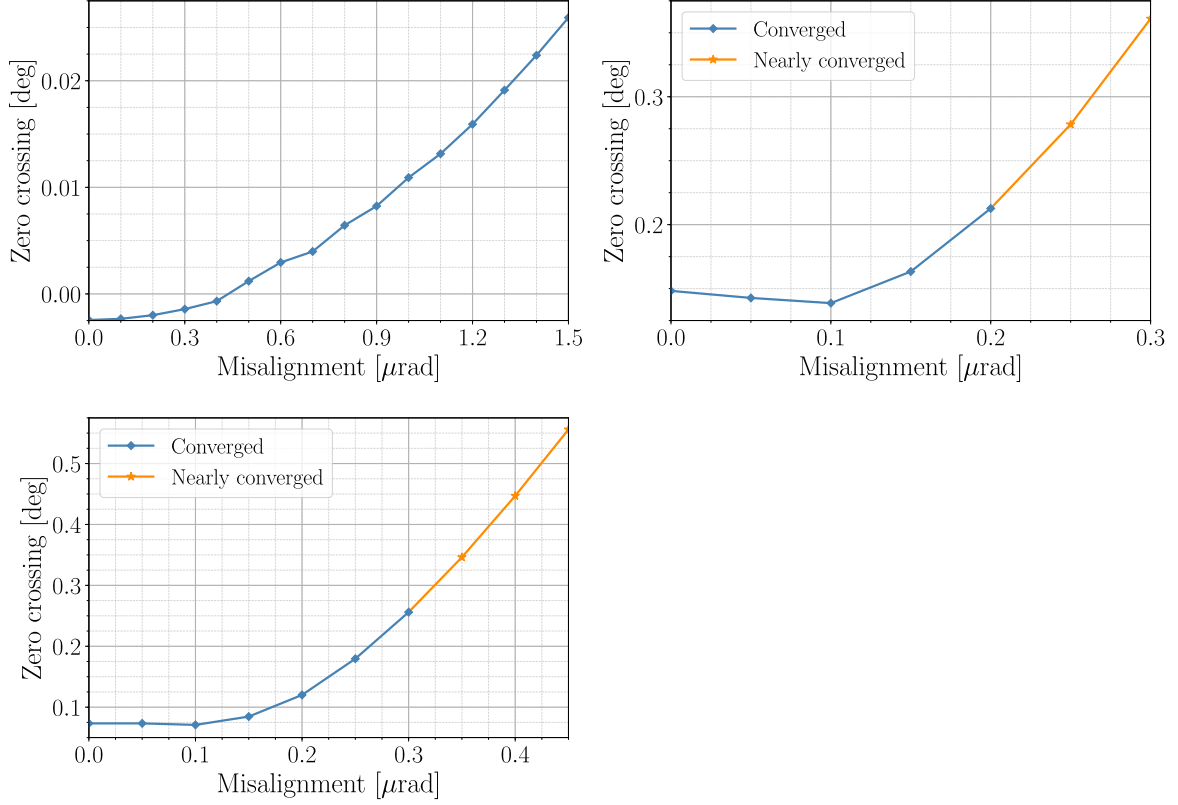 Zero crossing [deg]
0.02
0.01
0.00
0.0 0.3 0.6 0.9 1.2 1.5
Misalignment [μrad]
Converged
Nearly converged
Zero crossing [deg]
0.3
0.2
0.0 0.1 0.2 0.3
Misalignment [μrad]
Converged
Nearly converged
Zero crossing [deg]
0.5
0.4
0.3
0.2
0.1
0.0 0.1 0.2 0.3 0.4
Misalignment [μrad]